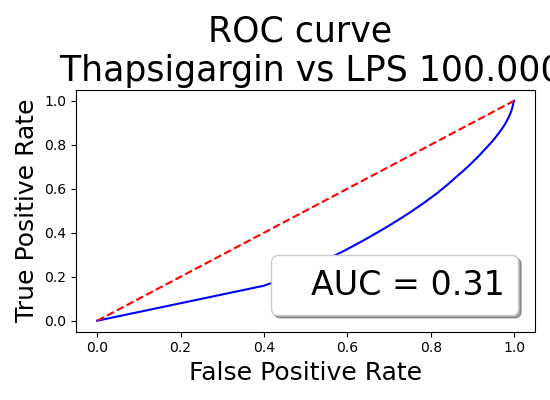 ROC curve
Thapsigargin vs LPS 100.000
1.0
0.8
0.6
0.4
0.2
0.0
True Positive Rate
AUC = 0.31
0.0 0.2 0.4 0.6 0.8 1.0
False Positive Rate